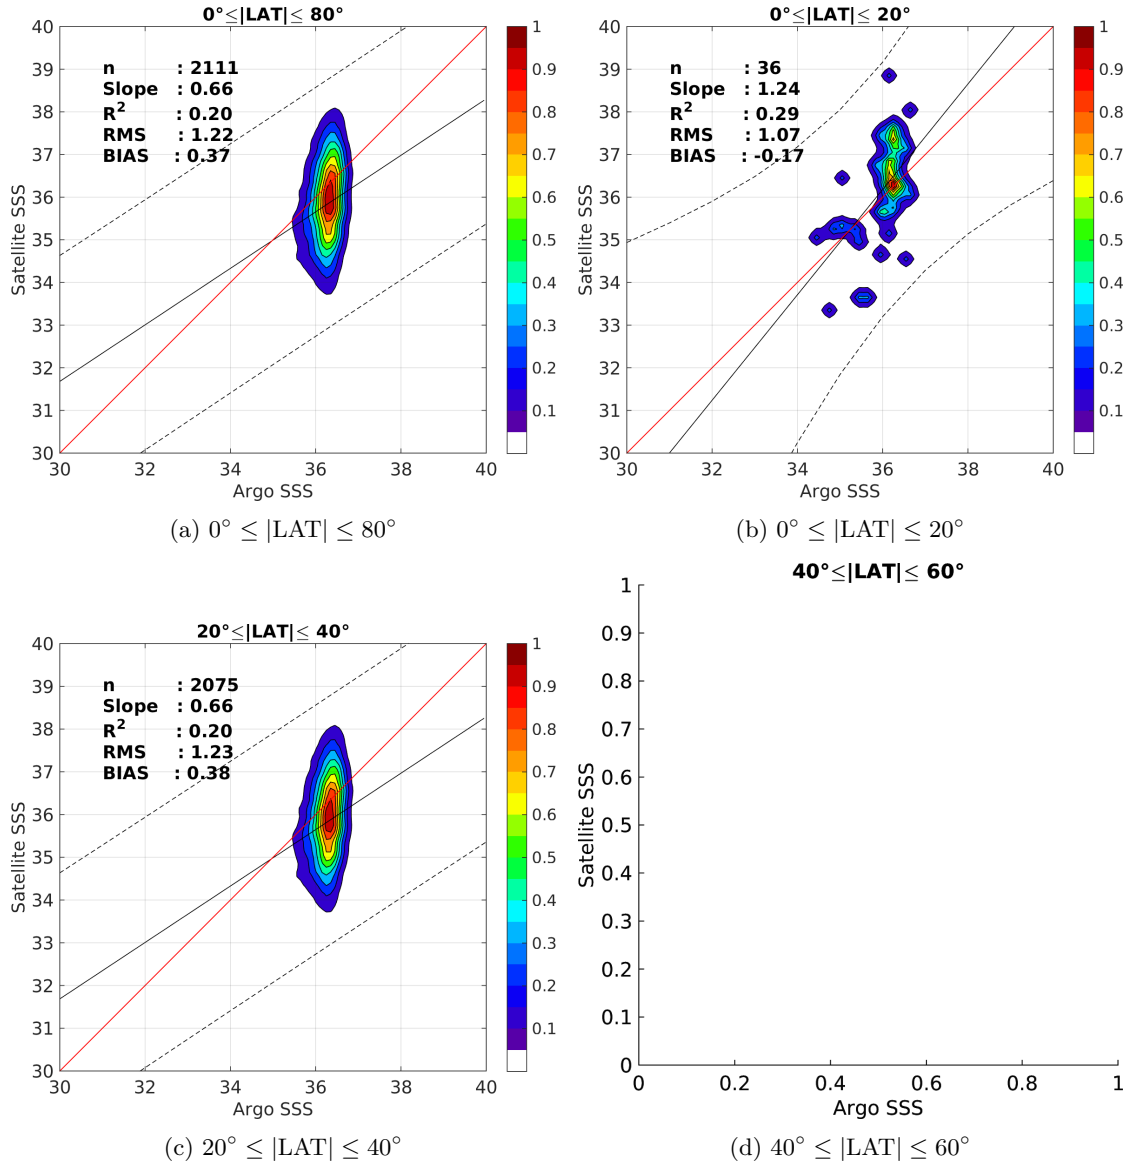 0°≤|LAT|≤ 80°
n : 2111
Slope : 0.66
R² : 0.20
RMS : 1.22
BIAS : 0.37
40
39
38
37
36
35
34
33
32
31
30
30 32 34 36 38 40
Satellite SSS
Argo SSS
1
0.9
0.8
0.7
0.6
0.5
0.4
0.3
0.2
0.1
(a) 0° ≤ |LAT| ≤ 80°
0°≤|LAT|≤ 20°
n : 36
Slope : 1.24
R² : 0.29
RMS : 1.07
BIAS : -0.17
40
39
38
37
36
35
34
33
32
31
30
30 32 34 36 38 40
Satellite SSS
Argo SSS
1
0.9
0.8
0.7
0.6
0.5
0.4
0.3
0.2
0.1
(b) 0° ≤ |LAT| ≤ 20°
20°≤|LAT|≤ 40°
n : 2075
Slope : 0.66
R² : 0.20
RMS : 1.23
BIAS : 0.38
40
39
38
37
36
35
34
33
32
31
30
30 32 34 36 38 40
Satellite SSS
Argo SSS
1
0.9
0.8
0.7
0.6
0.5
0.4
0.3
0.2
0.1
(c) 20° ≤ |LAT| ≤ 40°
40°≤|LAT|≤ 60°
1
0.9
0.8
0.7
0.6
0.5
0.4
0.3
0.2
0.1
0
0 0.2 0.4 0.6 0.8 1
Satellite SSS
Argo SSS
(d) 40° ≤ |LAT| ≤ 60°